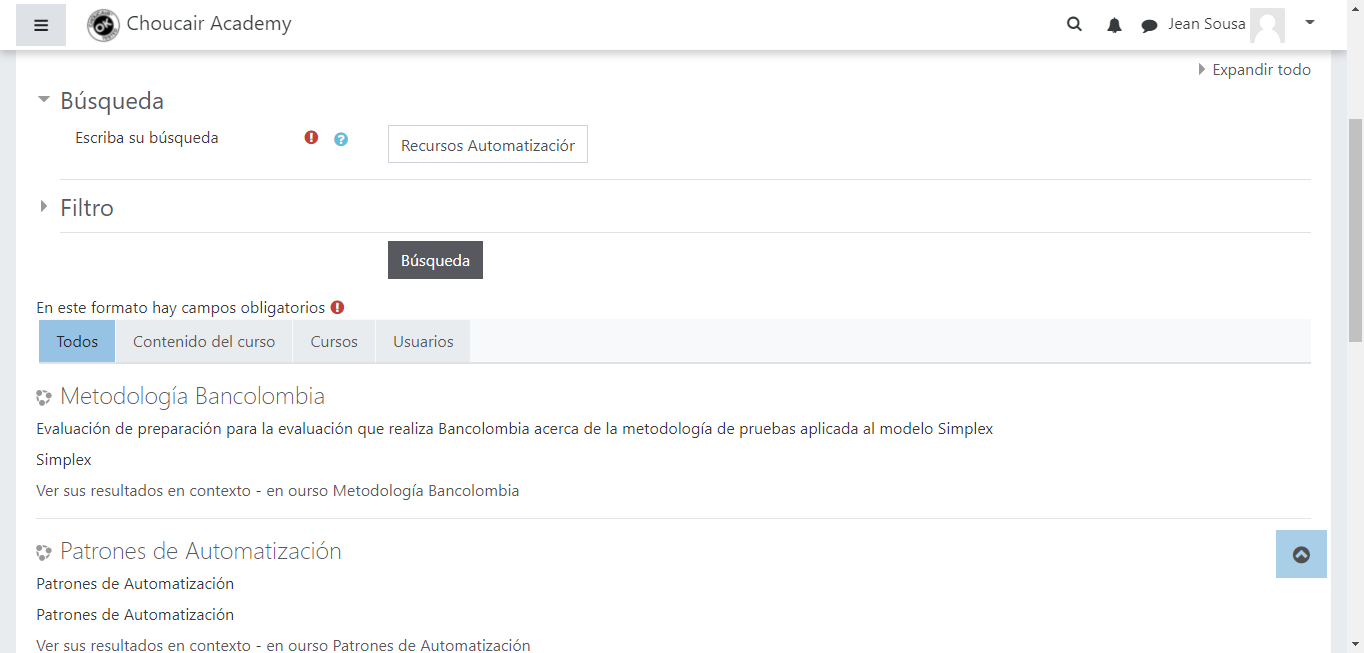 Choucair Academy
Jean Sousa
Expandir todo
Búsqueda
Escriba su búsqueda
Recursos Automatización
Filtro
Búsqueda
En este formato hay campos obligatorios
Todos
Contenido del curso
Cursos
Usuarios
Metodología Bancolombia
Evaluación de preparación para la evaluación que realiza Bancolombia acerca de la metodología de pruebas aplicada al modelo Simplex
Simplex
Ver sus resultados en contexto - en ourso Metodología Bancolombia
Patrones de Automatización
Patrones de Automatización
Patrones de Automatización
Ver sus resultados en contexto - en ourso Patrones de Automatización